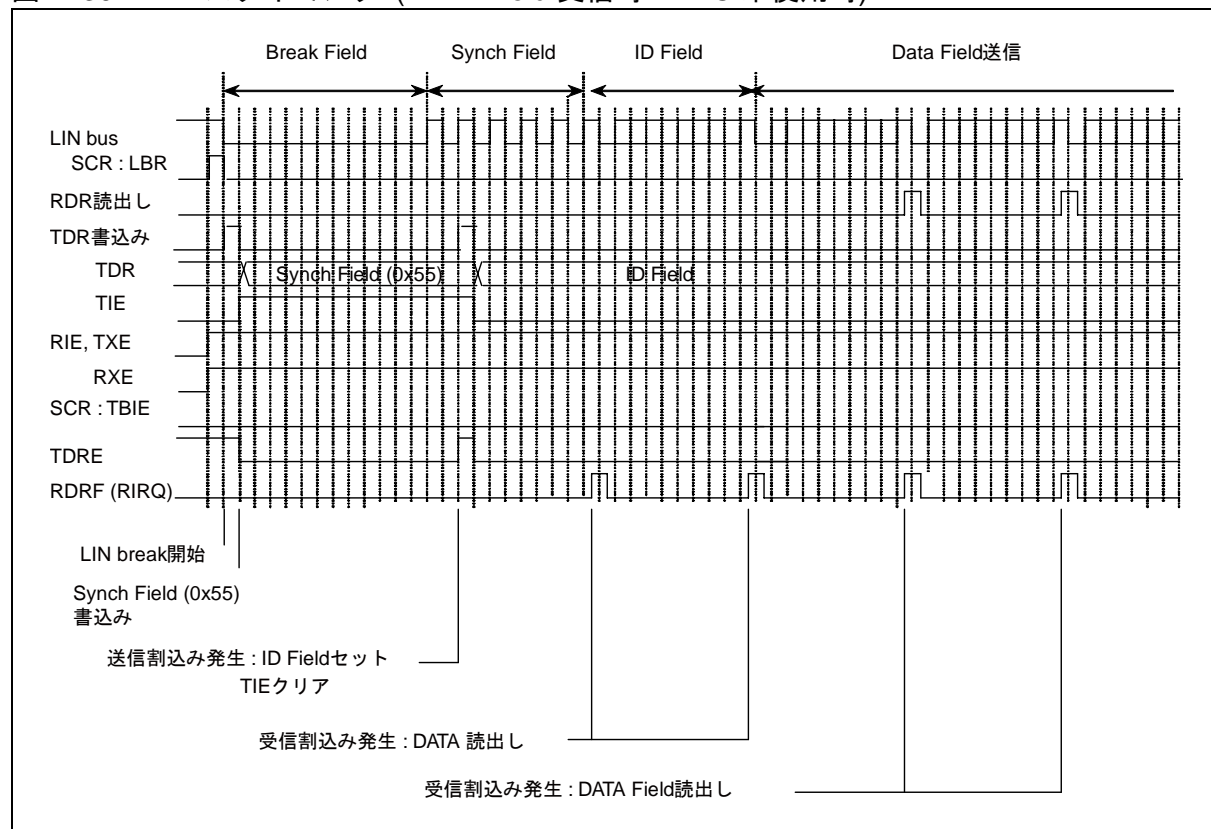 Break Field
Synch Field
ID Field
Data Field送信
LIN bus
SCR : LBR
RDR読出し
TDR書込み
TDR
Synch Field (0x55)
ID Field
TIE
RIE, TXE
RXE
SCR : TBIE
TDRE
RDRF (RIRQ)
LIN break開始
Synch Field (0x55)
書込み
送信割込み発生 : ID Fieldセット
TIEクリア
受信割込み発生 : DATA 読出し
受信割込み発生 : DATA Field読出し